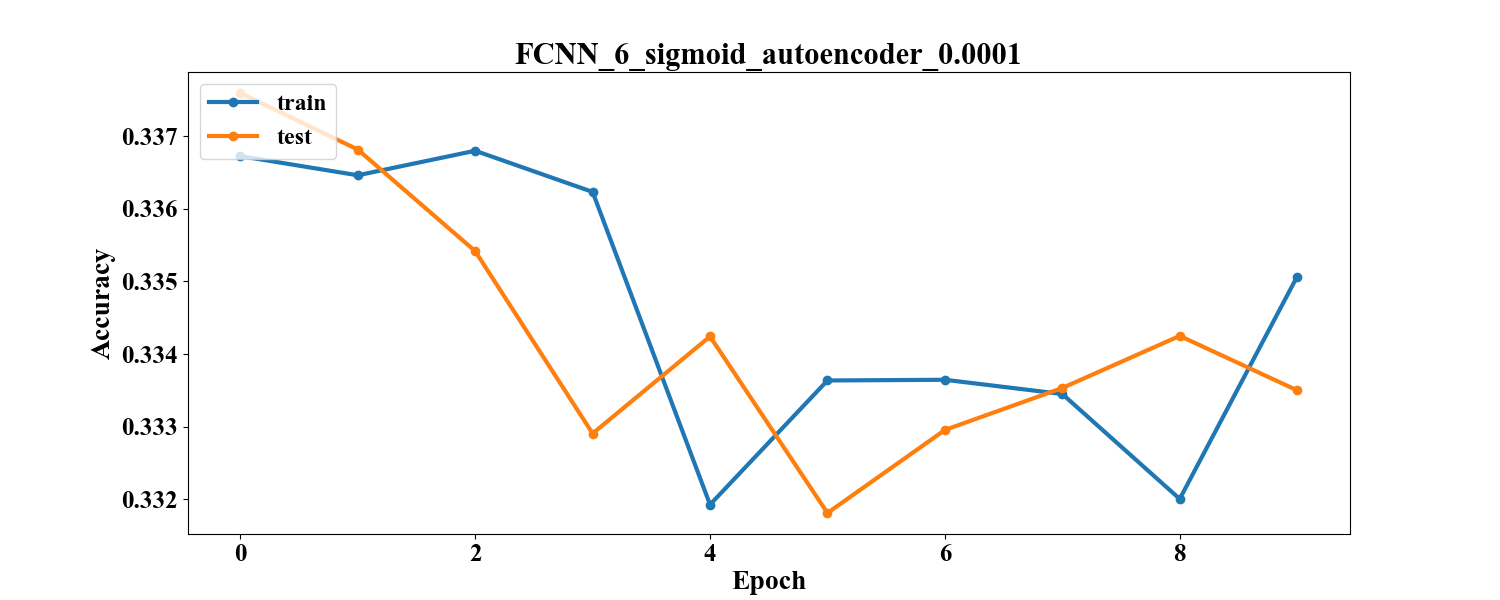 FCNN_6_sigmoid_autoencoder_0.0001
train
test
0.337
0.336
0.335
0.334
0.333
0.332
Accuracy
0 2 4 6 8
Epoch